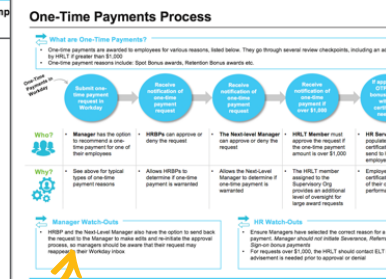 mp
One-Time Payments Process
What are One-Time Payments?
• One-time payments are awarded to employees for various reasons, listed below. They go through several review checkpoints, including an
by HRLT if greater than $1,000
• One-time payment reasons include: Spot Bonus awards, Retention Bonus awards etc.
One-Time
Payments in
Workday
Submit one-
time payment
request in
Workday
Receive
notification of
one-time
payment
request
Receive
notification of
one-time
payment
request
Receive
notification of
one-time
payment if
over $1,000
Who?
• Manager has the option
to recommend a one-
time payment for one of
their employees
• HRBPs can approve or
deny the request
• The Next-level Manager
can approve or deny the
request
• HRLT Member must
approve the request if
the one-time payment
amount is over $1,000
• HR
populate
certificat
send to
employe
Why?
• See above for typical
types of one-time
payment reasons
• Allows HRBPs to
determine if one-time
payment is warranted
• Allows the Next-level
Manager to determine if
one-time payment is
warranted
• The HRLT member
assigned to the
Supervisory Org
provides an additional
level of oversight for
large award requests
• Employe
certificat
of their
performa
Manager Watch-Outs
• HRBP and the Next-Level Manager also have the option to send back
the request to the Manager to make edits and re-initiate the approval
process, so managers should be aware that their request may
reappear in their Workday inbox
HR Watch-Outs
• Ensure Managers have selected the correct reason for a
payment. Manager should not initiate Severance,
Sign-on bonus payments
• For requests over $1,000, the HRLT should contact ELT
advisement is needed prior to approval or denial